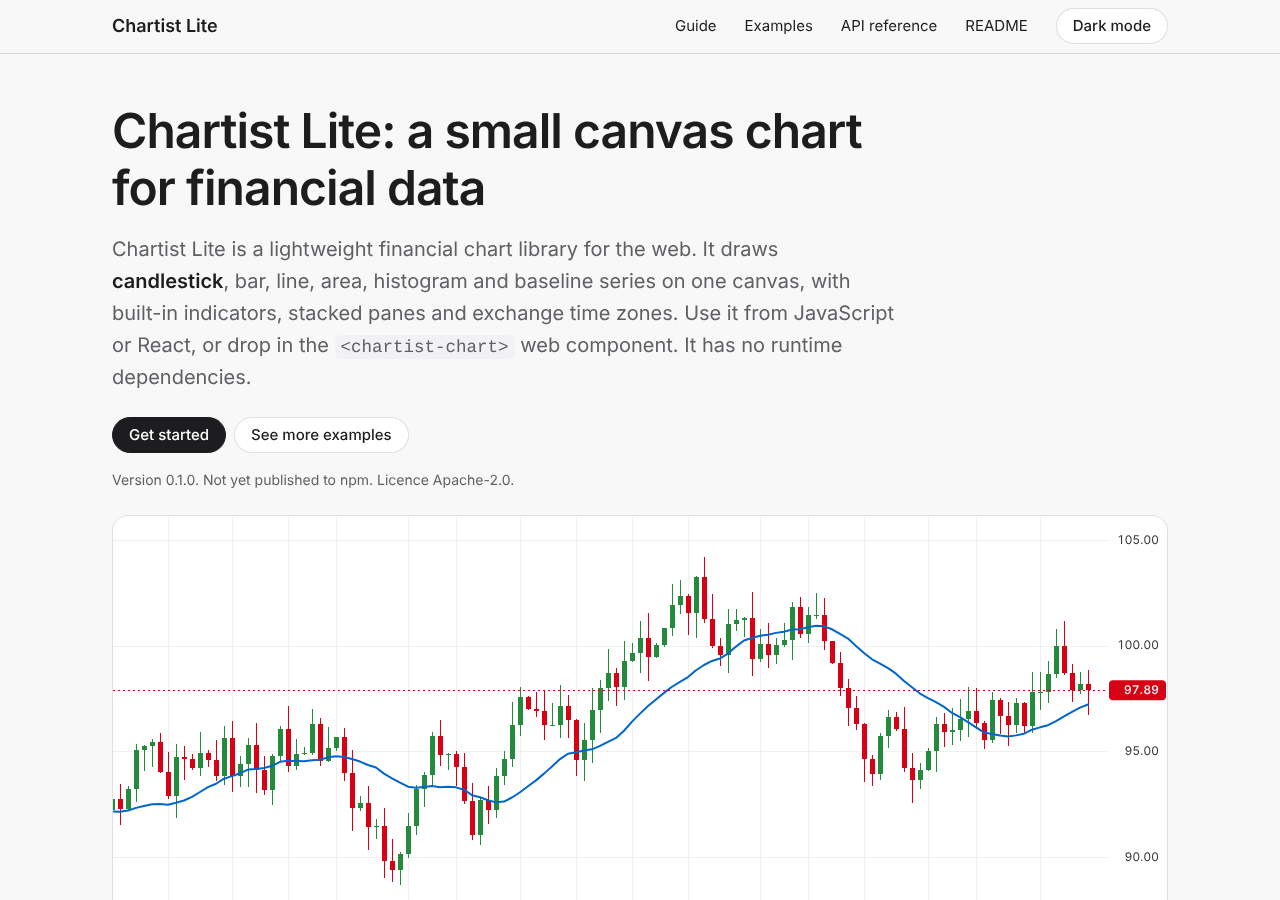 Chartist Lite
Guide
Examples
API reference
README
Dark mode
Chartist Lite: a small canvas chart
for financial data
Chartist Lite is a lightweight financial chart library for the web. It draws
candlestick, bar, line, area, histogram and baseline series on one canvas, with
built-in indicators, stacked panes and exchange time zones. Use it from JavaScript
or React, or drop in the <chartist-chart> web component. It has no runtime
dependencies.
Get started
See more examples
Version 0.1.0. Not yet published to npm. Licence Apache-2.0.
105.00
100.00
97.89
95.00
90.00